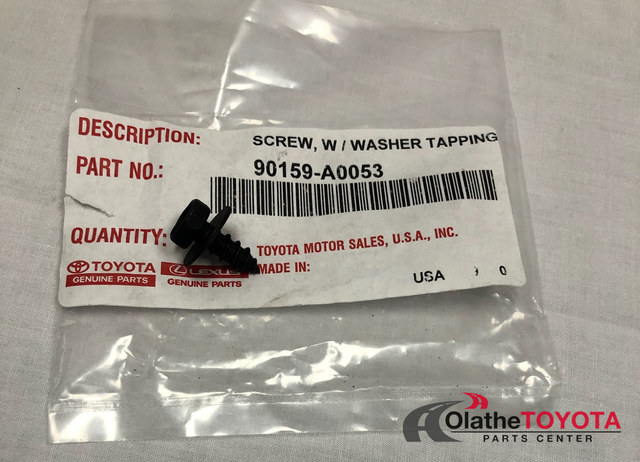 DESCRIPTION: SCREW, W / WASHER TAPPING
PART NO.: 90159-A0053
QUANTITY:
TOYOTA MOTOR SALES, U.S.A., INC.
TOYOTA LEXUS MADE IN:
GENUINE PARTS GENUINE PARTS USA 0
OlatheTOYOTA
PARTS CENTER